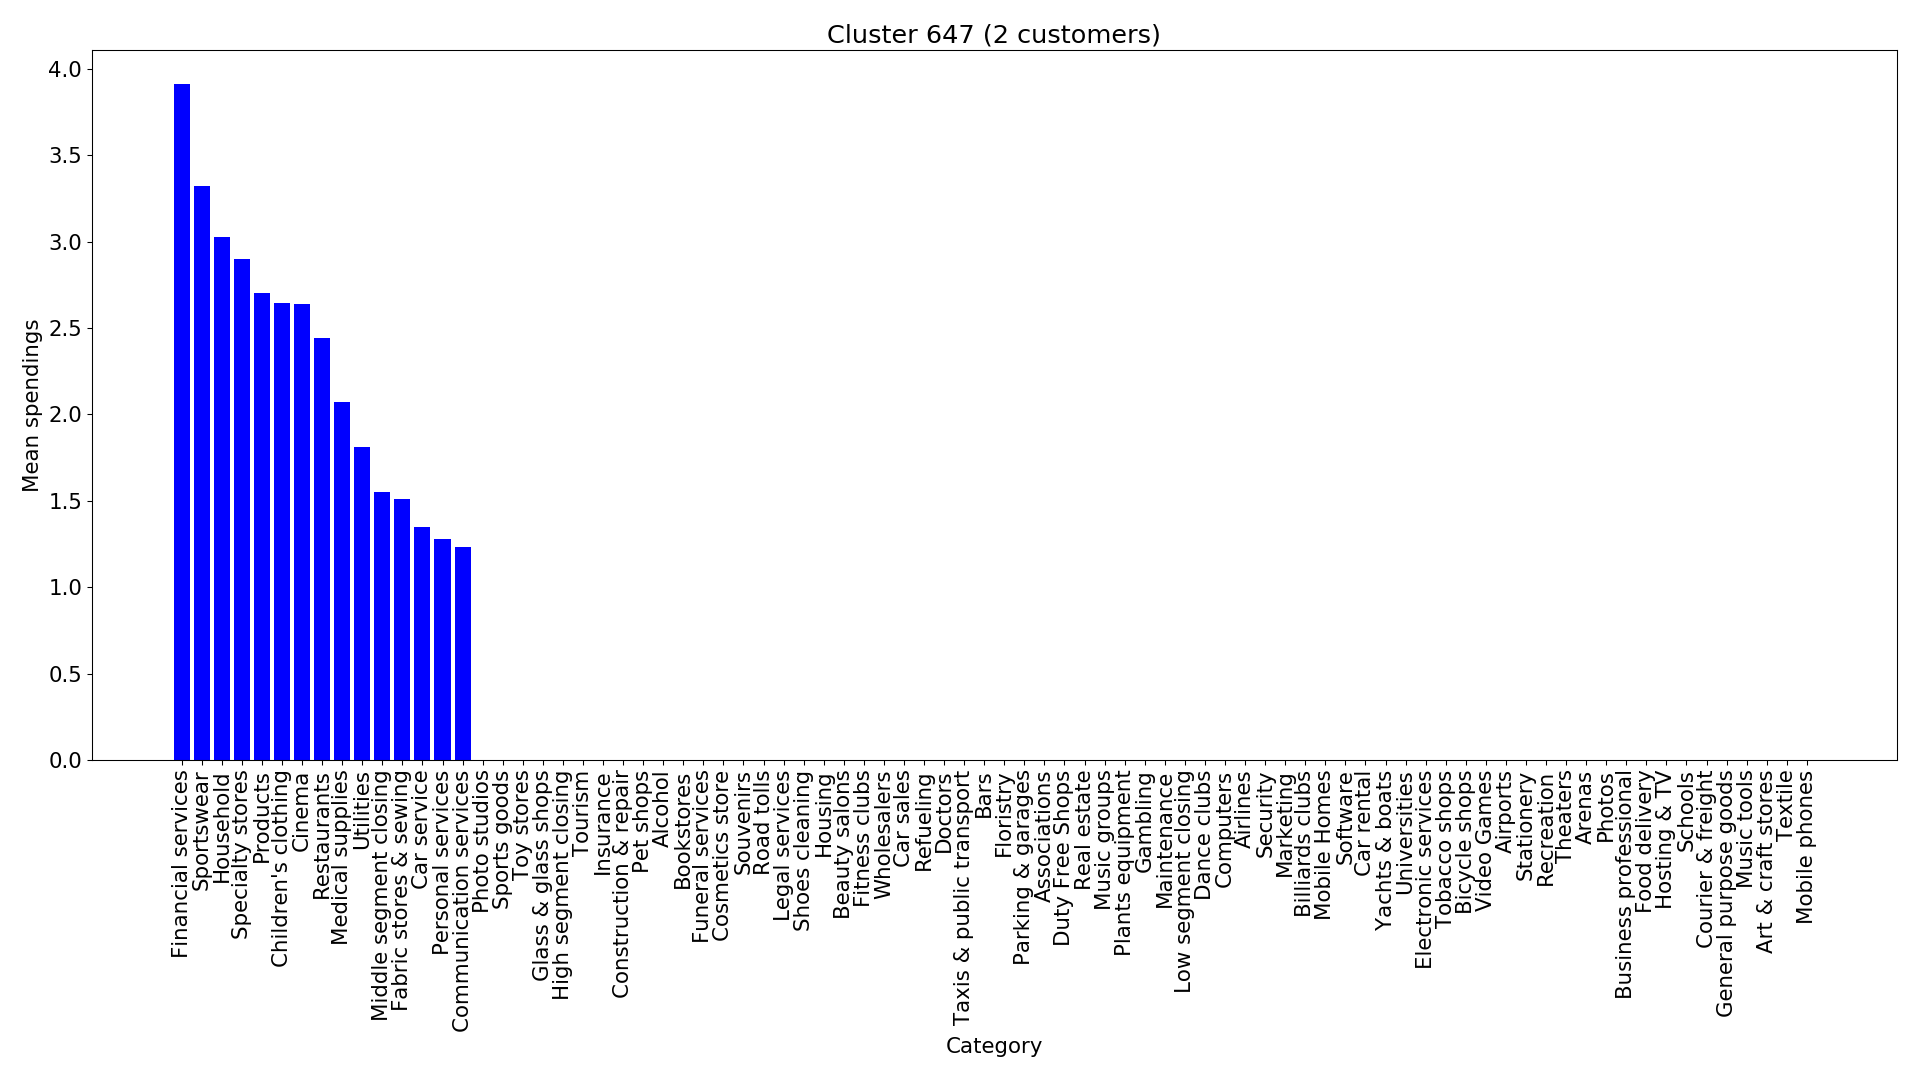 Cluster 647 (2 customers)
Mean spendings
4.0
3.5
3.0
2.5
2.0
1.5
1.0
0.5
0.0
Financial services
Sportswear
Household
Specialty stores
Products
Children's clothing
Cinema
Restaurants
Medical supplies
Utilities
Middle segment closing
Fabric stores & sewing
Car service
Personal services
Communication services
Photo studios
Sports goods
Toy stores
Glass & glass shops
High segment closing
Tourism
Insurance
Construction & repair
Pet shops
Alcohol
Bookstores
Funeral services
Cosmetics store
Souvenirs
Road tolls
Legal services
Shoes cleaning
Housing
Beauty salons
Fitness clubs
Wholesalers
Car sales
Refueling
Doctors
Taxis & public transport
Bars
Floristry
Parking & garages
Associations
Duty Free Shops
Real estate
Music groups
Plants equipment
Gambling
Maintenance
Low segment closing
Dance clubs
Computers
Airlines
Security
Marketing
Billiards clubs
Mobile Homes
Software
Car rental
Yachts & boats
Universities
Electronic services
Tobacco shops
Bicycle shops
Video Games
Airports
Stationery
Recreation
Theaters
Arenas
Photos
Business professional
Food delivery
Hosting & TV
Schools
Courier & freight
General purpose goods
Music tools
Art & craft stores
Textile
Mobile phones
Category